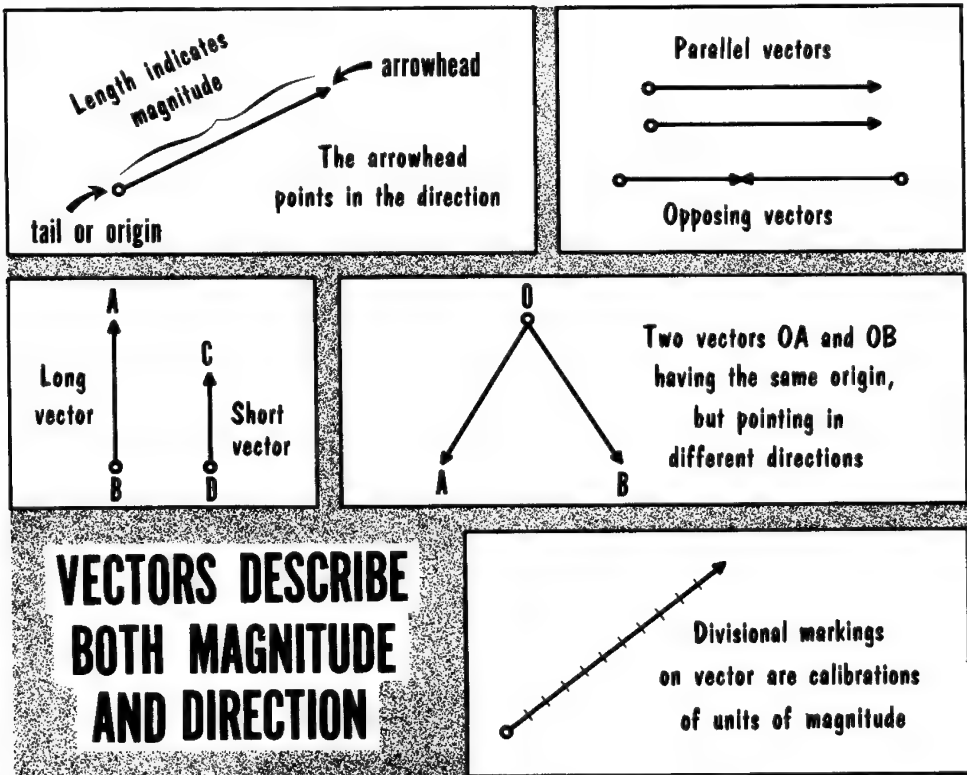 Length indicates
magnitude
arrowhead
The arrowhead
points in the direction
tail or origin
Parallel vectors
Opposing vectors
A
Long
vector
B
C
Short
vector
D
O
A
B
Two vectors OA and OB
having the same origin,
but pointing in
different directions
VECTORS DESCRIBE
BOTH MAGNITUDE
AND DIRECTION
Divisional markings
on vector are calibrations
of units of magnitude